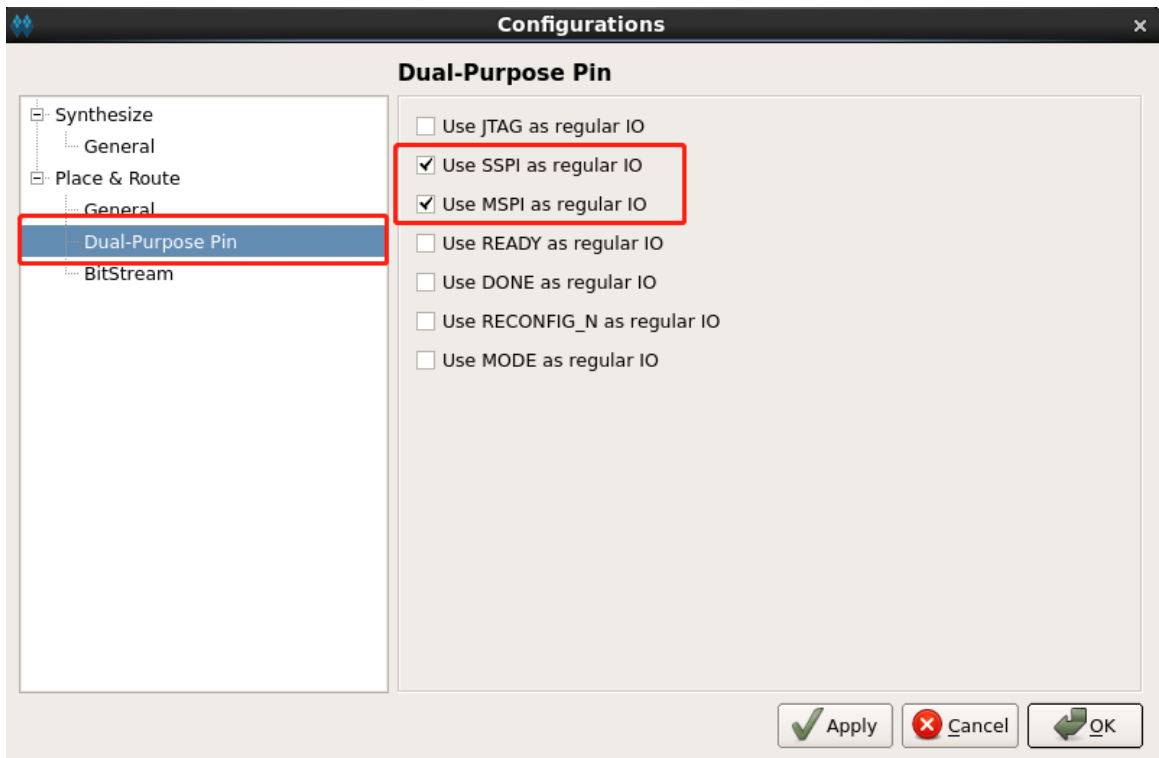 Configurations
Dual-Purpose Pin
Synthesize
General
Place & Route
General
Dual-Purpose Pin
BitStream
Use JTAG as regular IO
Use SSPI as regular IO
Use MSPI as regular IO
Use READY as regular IO
Use DONE as regular IO
Use RECONFIG_N as regular IO
Use MODE as regular IO
Apply
Cancel
OK